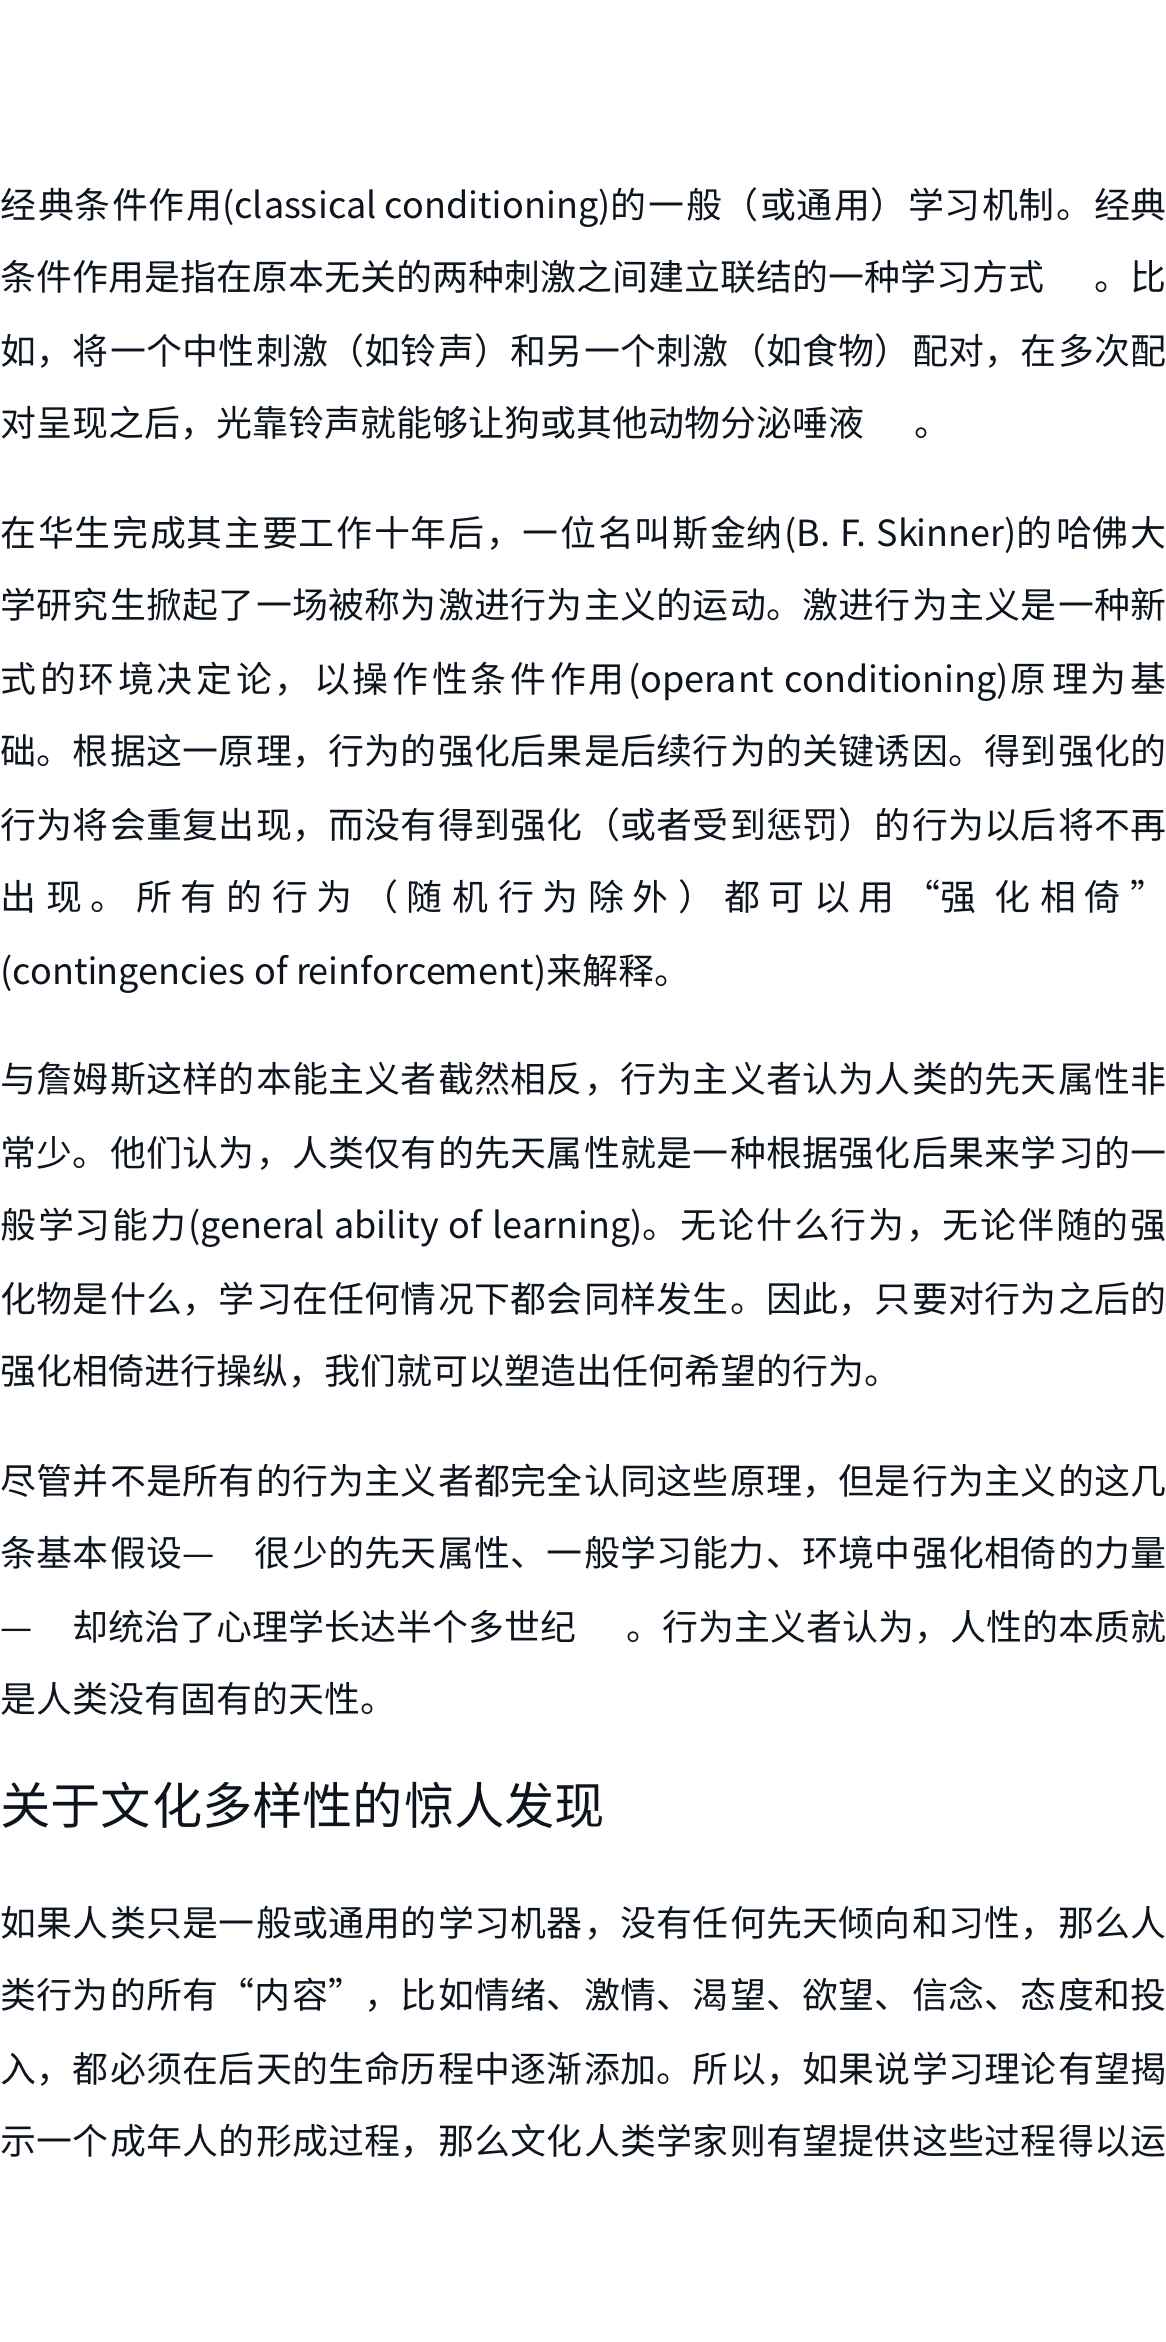 经典条件作用(classical conditioning)的一般（或通用）学习机制。经典
条件作用是指在原本无关的两种刺激之间建立联结的一种学习方式 。比
如，将一个中性刺激（如铃声）和另一个刺激（如食物）配对，在多次配
对呈现之后，光靠铃声就能够让狗或其他动物分泌唾液 。
在华生完成其主要工作十年后，一位名叫斯金纳(B. F. Skinner)的哈佛大
学研究生掀起了一场被称为激进行为主义的运动。激进行为主义是一种新
式的环境决定论，以操作性条件作用(operant conditioning)原理为基
础。根据这一原理，行为的强化后果是后续行为的关键诱因。得到强化的
行为将会重复出现，而没有得到强化（或者受到惩罚）的行为以后将不再
出现。所有的行为（随机行为除外）都可以用“强化相倚”
(contingencies of reinforcement)来解释。
与詹姆斯这样的本能主义者截然相反，行为主义者认为人类的先天属性非
常少。他们认为，人类仅有的先天属性就是一种根据强化后果来学习的一
般学习能力(general ability of learning)。无论什么行为，无论伴随的强
化物是什么，学习在任何情况下都会同样发生。因此，只要对行为之后的
强化相倚进行操纵，我们就可以塑造出任何希望的行为。
尽管并不是所有的行为主义者都完全认同这些原理，但是行为主义的这几
条基本假设— 很少的先天属性、一般学习能力、环境中强化相倚的力量
— 却统治了心理学长达半个多世纪 。行为主义者认为，人性的本质就
是人类没有固有的天性。
关于文化多样性的惊人发现
如果人类只是一般或通用的学习机器，没有任何先天倾向和习性，那么人
类行为的所有“内容”，比如情绪、激情、渴望、欲望、信念、态度和投
入，都必须在后天的生命历程中逐渐添加。所以，如果说学习理论有望揭
示一个成年人的形成过程，那么文化人类学家则有望提供这些过程得以运